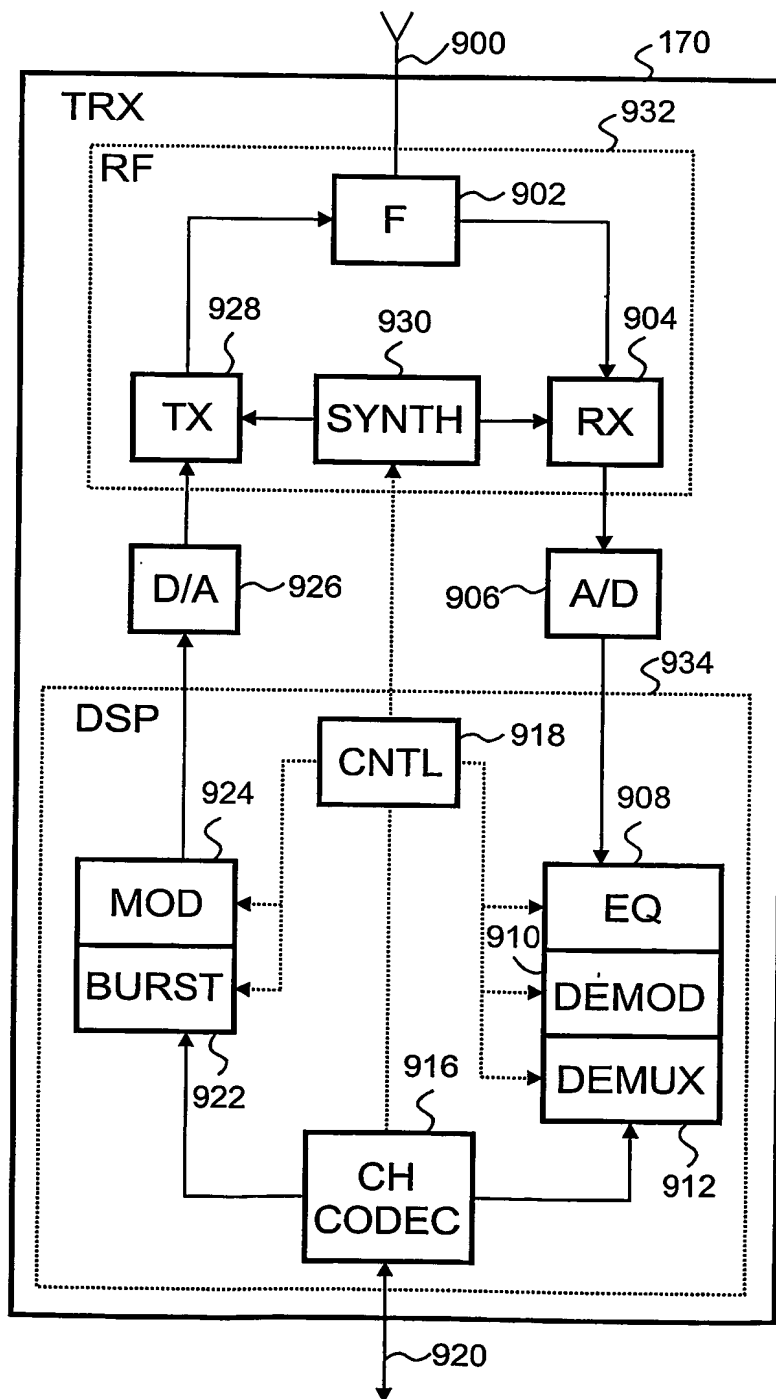 900
170
TRX
932
RF
F
902
928
930
904
TX
SYNTH
RX
D/A
926
906
A/D
934
DSP
CNTL
918
924
908
MOD
EQ
910
BURST
DEMOD
922
916
DEMUX
CH
CODEC
912
920